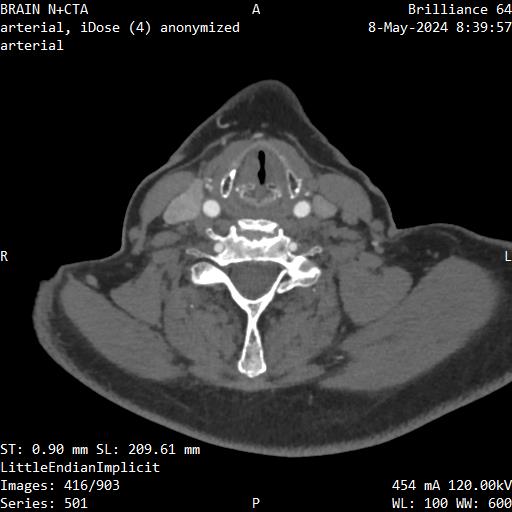 BRAIN N+CTA A Brilliance 64
arterial, iDose (4) anonymized 8-May-2024 8:39:57
arterial
R L
ST: 0.90 mm SL: 209.61 mm
LittleEndianImplicit
Images: 416/903 454 mA 120.00kV
Series: 501 P WL: 100 WW: 600